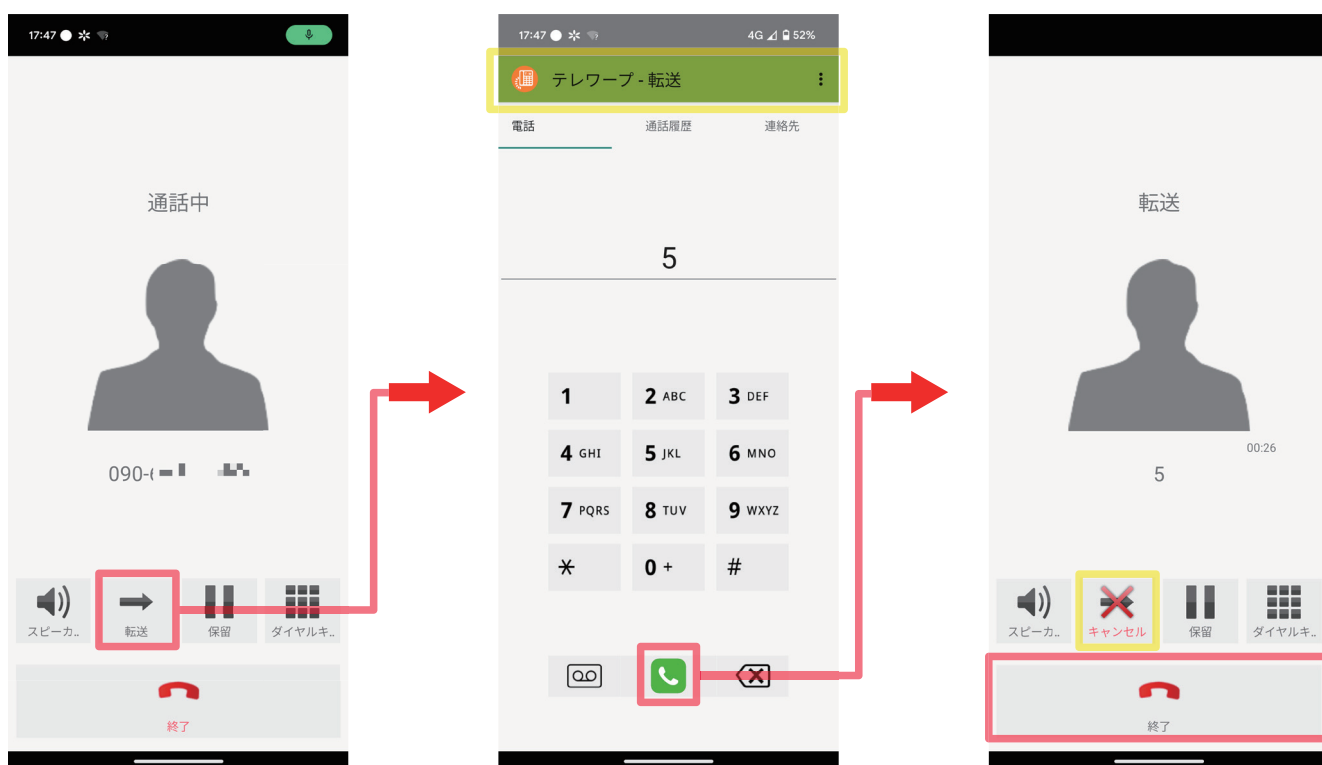 17:47
通話中
090-
スピーカ..
転送
保留
ダイヤルキ..
終了
17:47
4G 52%
テレワープ - 転送
電話 通話履歴 連絡先
5
1 2 ABC 3 DEF
4 GHI 5 JKL 6 MNO
7 PQRS 8 TUV 9 WXYZ
* 0 + #
転送
00:26
5
スピーカ..
キャンセル
保留
ダイヤルキ..
終了